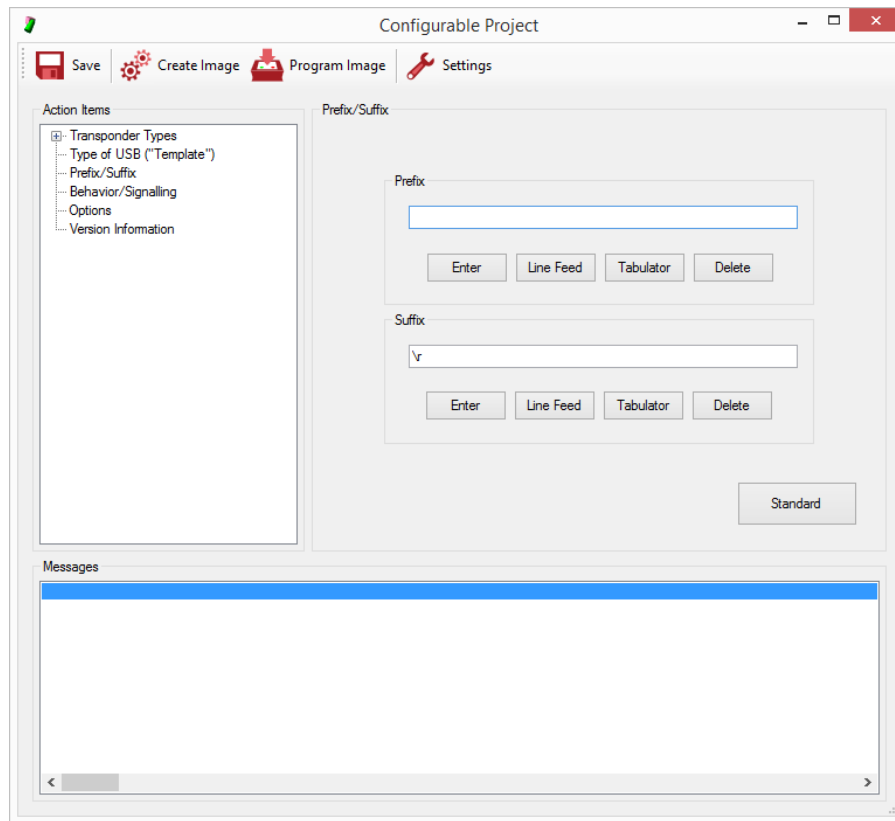 Configurable Project
Save Create Image Program Image Settings
Action Items
Transponder Types
Type of USB ("Template")
Prefix/Suffix
Behavior/Signalling
Options
Version Information
Prefix/Suffix
Prefix
Enter Line Feed Tabulator Delete
Suffix
\r
Enter Line Feed Tabulator Delete
Standard
Messages